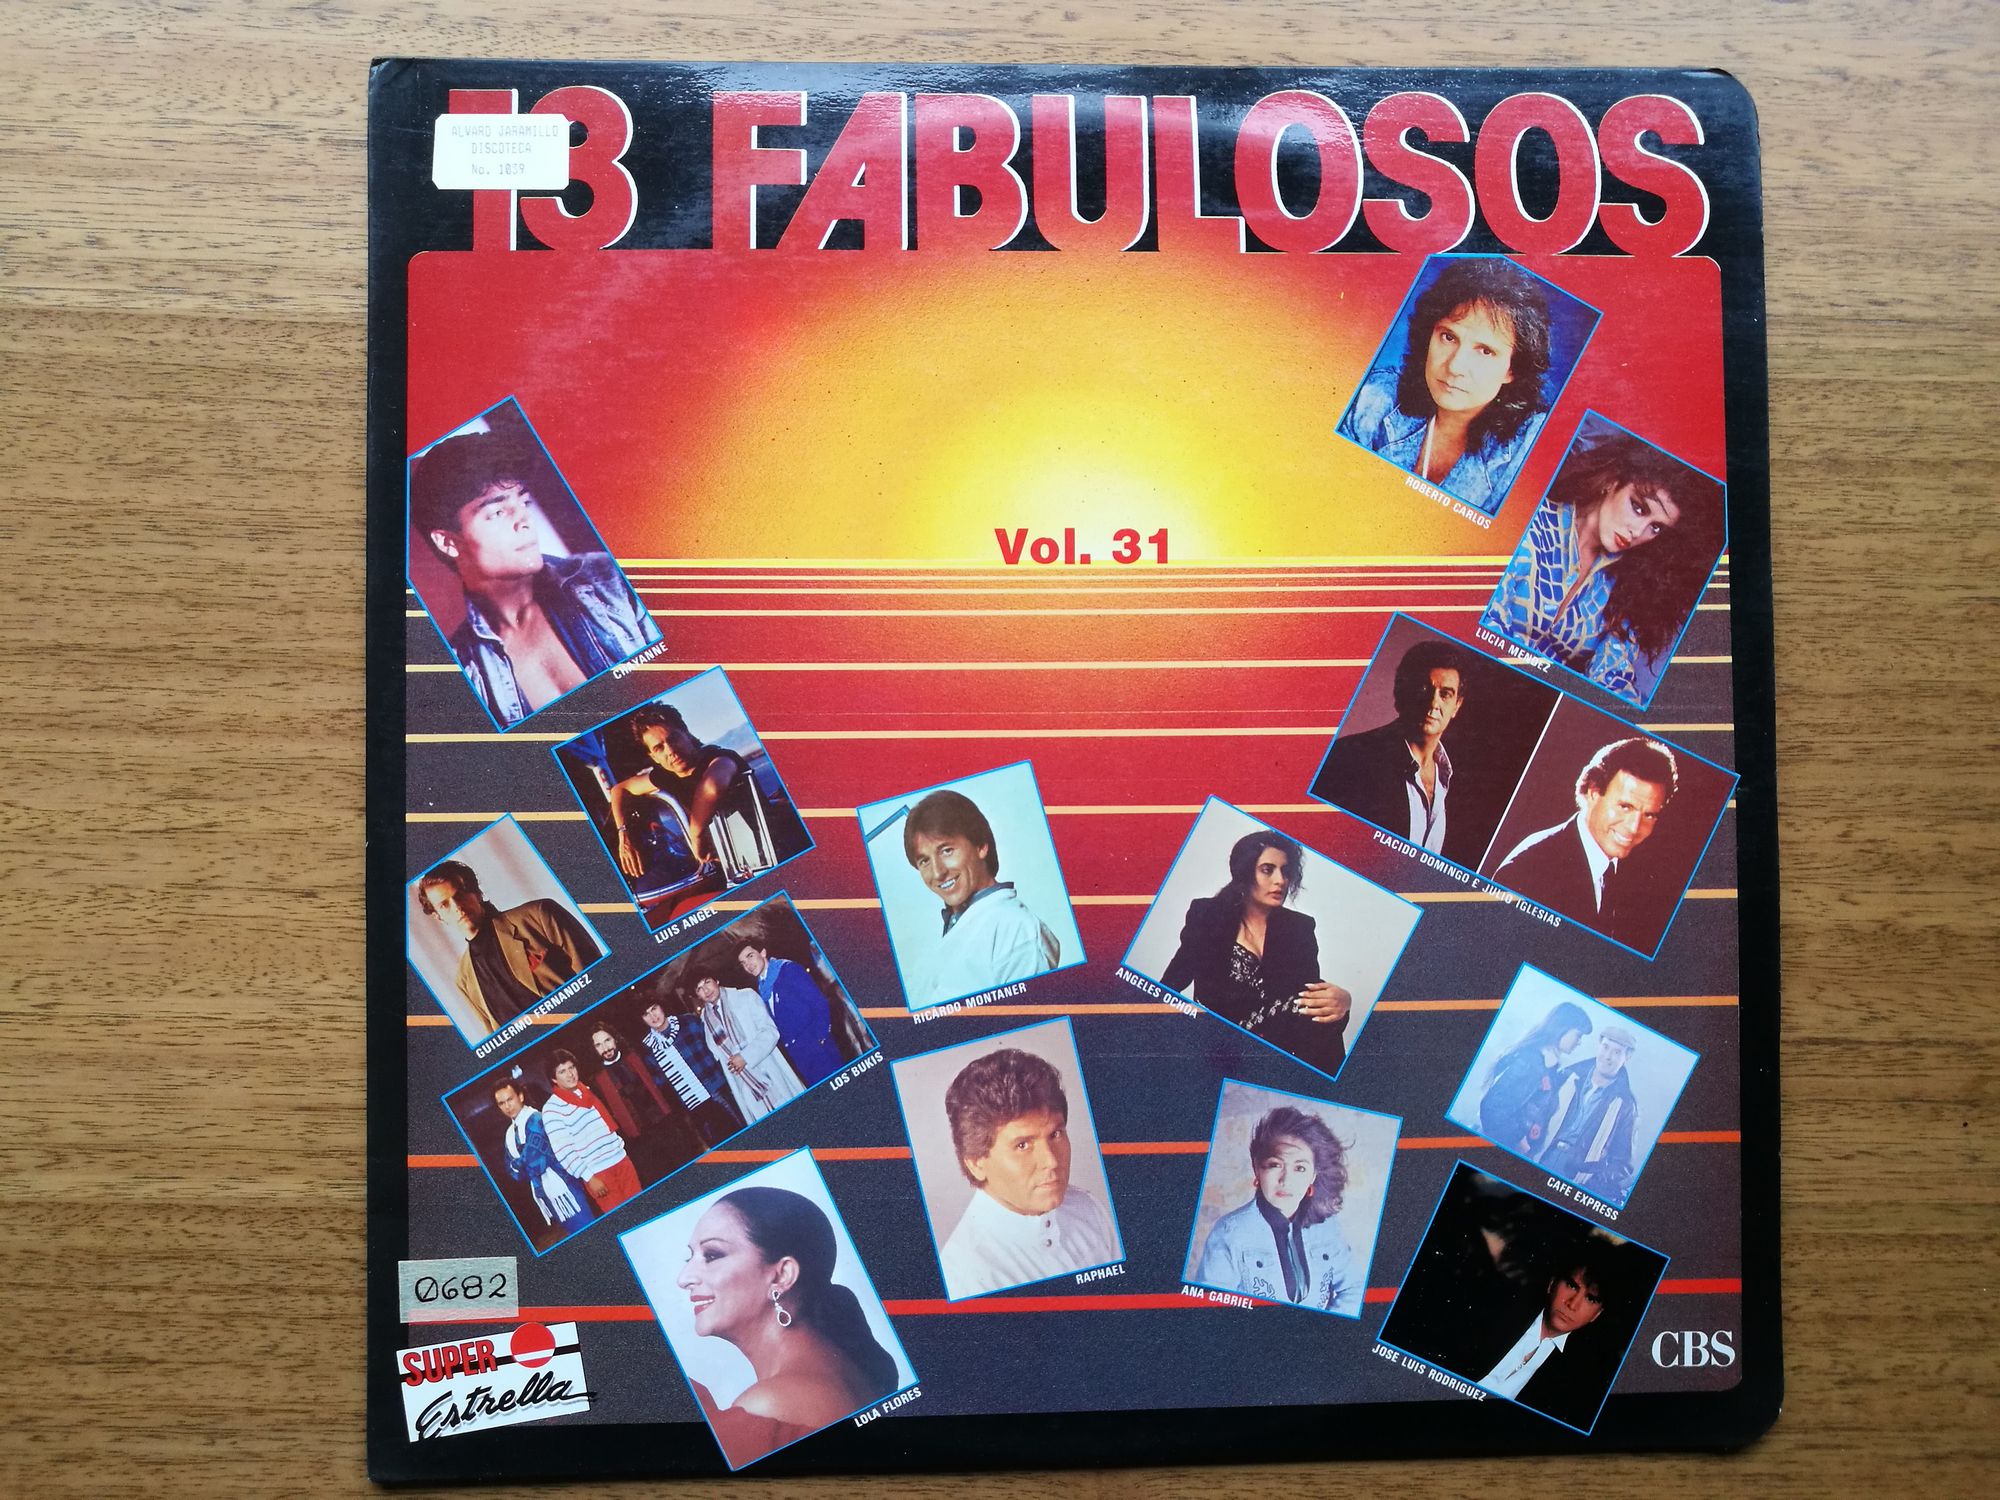 13 FABULOSOS
ALVARO JARAMILLO
DISCOTECA
No. 1039
Vol. 31
ROBERTO CARLOS
LUCIA MENDEZ
CHAYANNE
LUIS ANGEL
PLACIDO DOMINGO E JULIO IGLESIAS
GUILLERMO FERNANDEZ
RICARDO MONTANER
ANGELES OCHOA
LOS BUKIS
CAFE EXPRESS
RAPHAEL
ANA GABRIEL
LOLA FLORES
JOSE LUIS RODRIGUEZ
0682
SUPER
Estrella
CBS